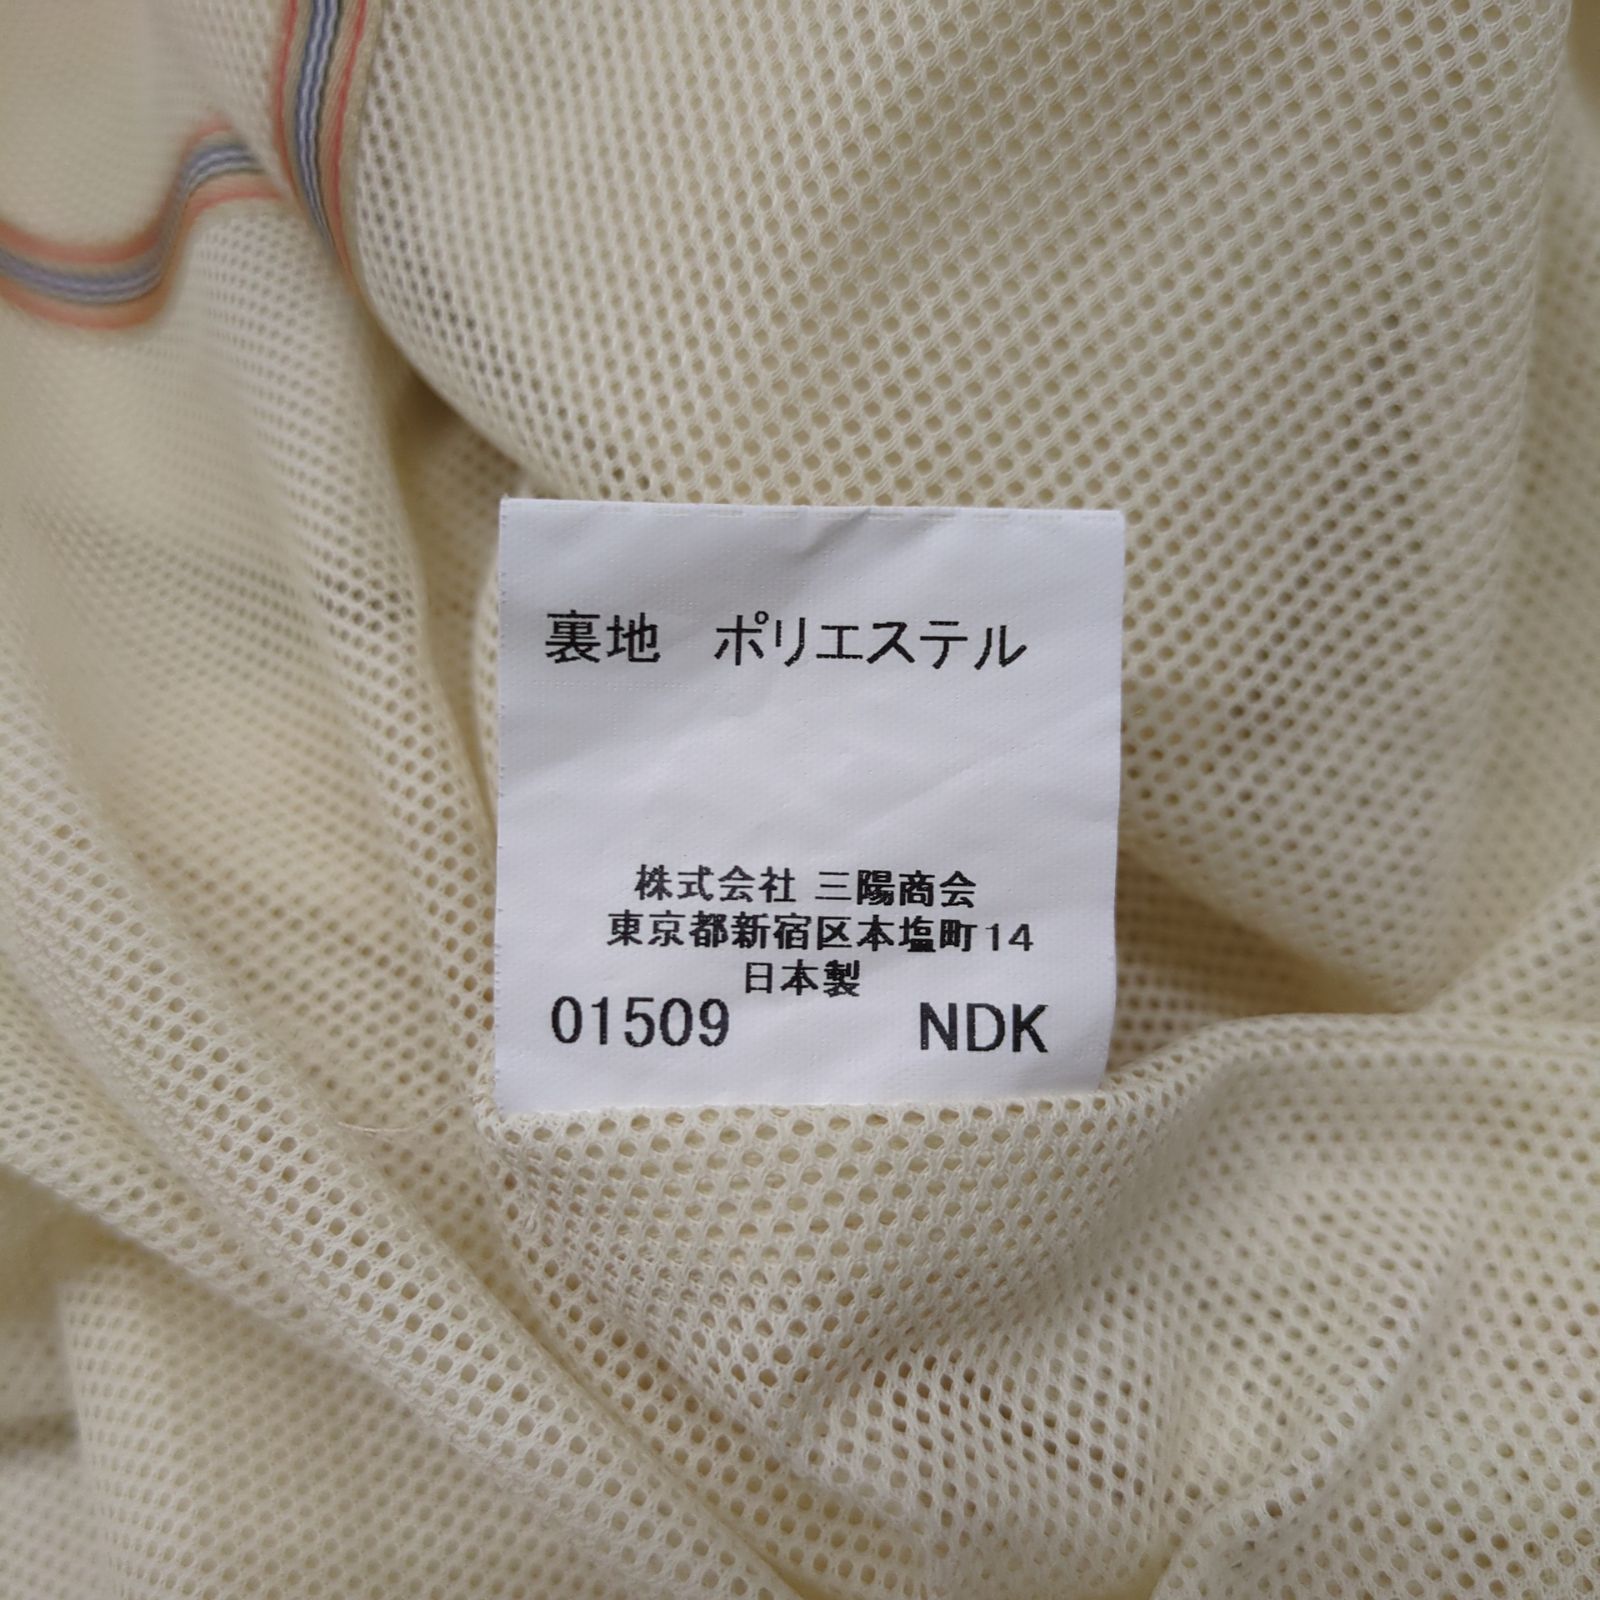 裏地　ポリエステル
株式会社 三陽商会
東京都新宿区本塩町14
日本製
01509 NDK